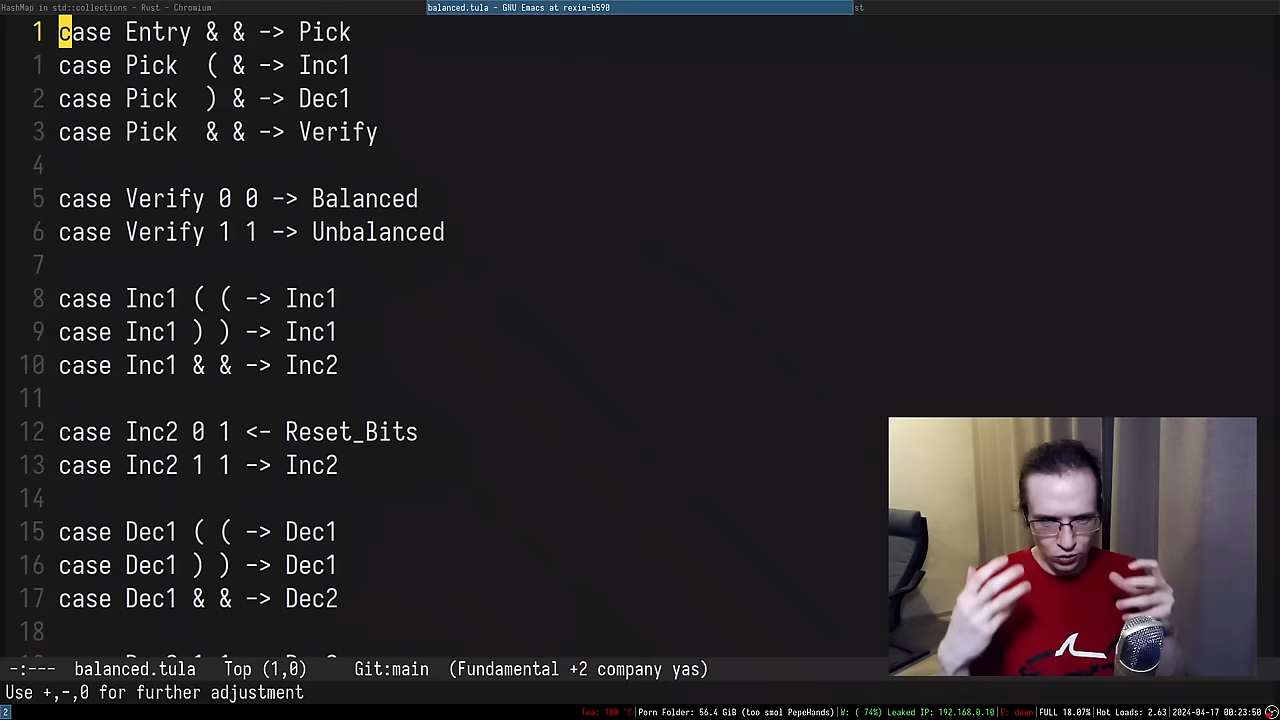 HashMap in std::collections - Rust - Chromium
balanced.tula - GNU Emacs at rexim-b590
st
1 case Entry & & -> Pick
1 case Pick  ( & -> Inc1
2 case Pick  ) & -> Dec1
3 case Pick  & & -> Verify
4
5 case Verify 0 0 -> Balanced
6 case Verify 1 1 -> Unbalanced
7
8 case Inc1 ( ( -> Inc1
9 case Inc1 ) ) -> Inc1
10 case Inc1 & & -> Inc2
11
12 case Inc2 0 1 <- Reset_Bits
13 case Inc2 1 1 -> Inc2
14
15 case Dec1 ( ( -> Dec1
16 case Dec1 ) ) -> Dec1
17 case Dec1 & & -> Dec2
18
-:---  balanced.tula   Top (1,0)    Git:main  (Fundamental +2 company yas)
Use +,-,0 for further adjustment
2
Tea: 100 °C|Porn Folder: 56.4 GiB (too smol PepeHands)|W: ( 74%) Leaked IP: 192.168.0.10|E: down|FULL 18.07%|Hot Loads: 2.63|2024-04-17 00:23:50